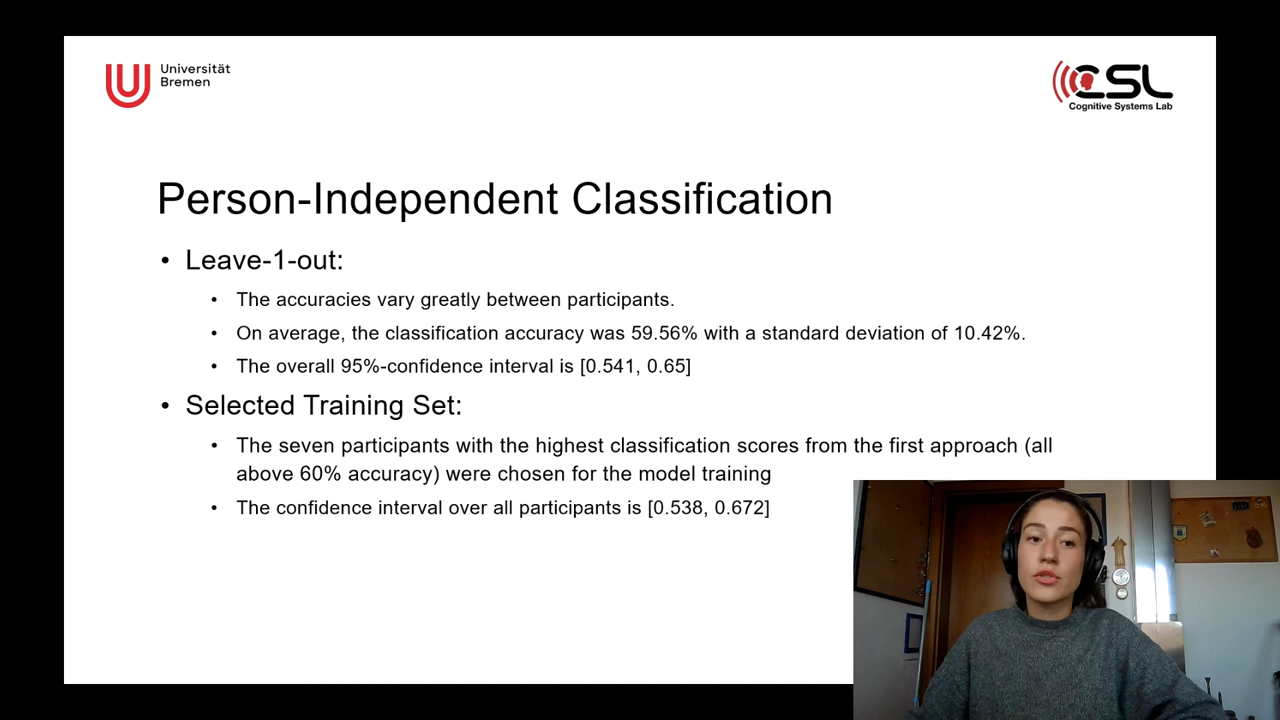 Universität
Bremen
CSL
Cognitive Systems Lab
Person-Independent Classification
• Leave-1-out:
• The accuracies vary greatly between participants.
• On average, the classification accuracy was 59.56% with a standard deviation of 10.42%.
• The overall 95%-confidence interval is [0.541, 0.65]
• Selected Training Set:
• The seven participants with the highest classification scores from the first approach (all
above 60% accuracy) were chosen for the model training
• The confidence interval over all participants is [0.538, 0.672]